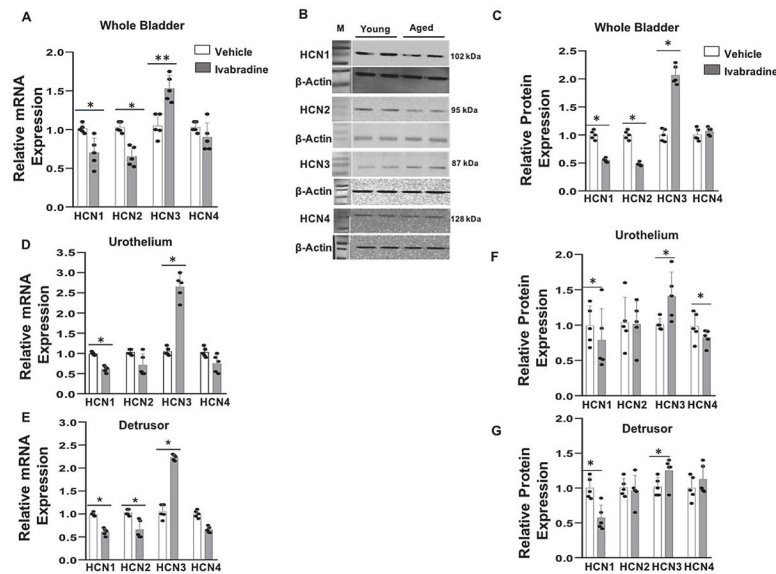 A
Whole Bladder
Vehicle
Ivabradine
Relative mRNA
Expression
2.0
1.5
1.0
0.5
0.0
*
*
**
HCN1 HCN2 HCN3 HCN4
B
M Young Aged
HCN1 102 kDa
β-Actin
HCN2 95 kDa
β-Actin
HCN3 87 kDa
β-Actin
HCN4 128 kDa
β-Actin
C
Whole Bladder
Vehicle
Ivabradine
Relative Protein
Expression
2.5
2.0
1.5
1.0
0.5
0.0
*
*
*
HCN1 HCN2 HCN3 HCN4
D
Urothelium
Relative mRNA
Expression
3.5
3.0
2.5
2.0
1.5
1.0
0.5
0.0
*
*
HCN1 HCN2 HCN3 HCN4
E
Detrusor
Relative mRNA
Expression
3.0
2.5
2.0
1.5
1.0
0.5
0.0
*
*
*
HCN1 HCN2 HCN3 HCN4
F
Urothelium
Relative Protein
Expression
2.0
1.5
1.0
0.5
0.0
*
*
*
HCN1 HCN2 HCN3 HCN4
G
Detrusor
Relative Protein
Expression
2.0
1.5
1.0
0.5
0.0
*
*
HCN1 HCN2 HCN3 HCN4